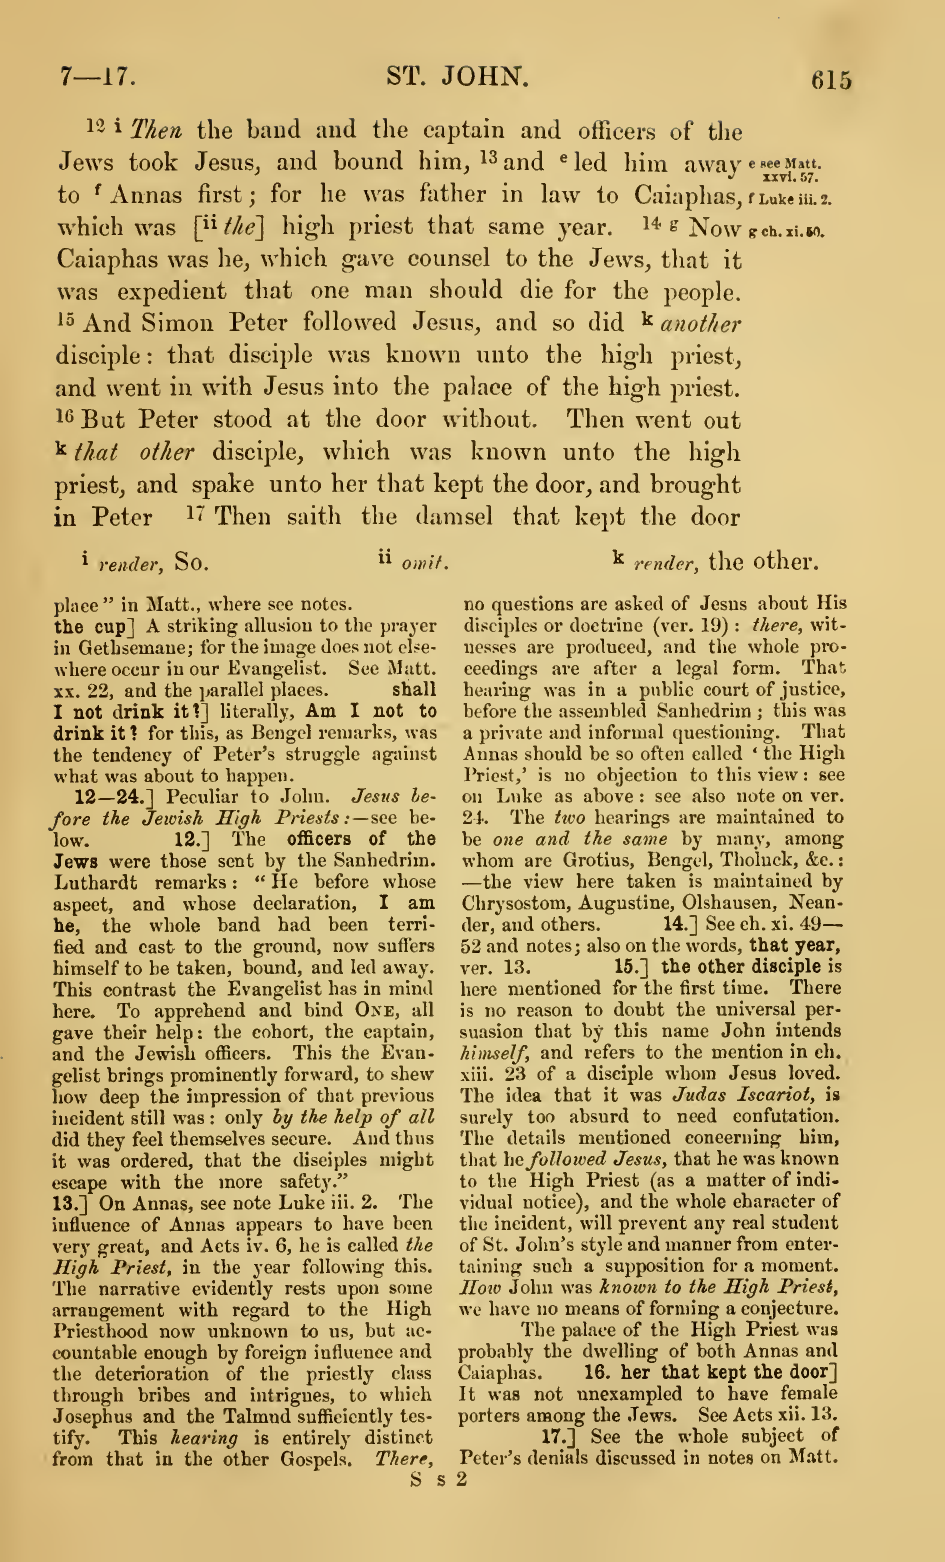 7—17.
ST. JOHN.
615
12 i Then the band and the captain and officers of the
Jews took Jesus, and bound him, 13 and e led him away
to f Annas first; for he was father in law to Caiaphas,
which was [ii the] high priest that same year. 14 g Now
Caiaphas was he, which gave counsel to the Jews, that it
was expedient that one man should die for the people.
15 And Simon Peter followed Jesus, and so did k another
disciple: that disciple was known unto the high priest,
and went in with Jesus into the palace of the high priest.
16 But Peter stood at the door without. Then went out
k that other disciple, which was known unto the high
priest, and spake unto her that kept the door, and brought
in Peter 17 Then saith the damsel that kept the door
e see Matt.
xxvi. 57.
f Luke iii. 2.
g ch. xi. 50.
i render, So.
ii omit.
k render, the other.
place" in Matt., where see notes.
the cup] A striking allusion to the prayer
in Gethsemane; for the image does not else-
where occur in our Evangelist. See Matt.
xx. 22, and the parallel places. shall
I not drink it?] literally, Am I not to
drink it? for this, as Bengel remarks, was
the tendency of Peter's struggle against
what was about to happen.
12—24.] Peculiar to John. Jesus be-
fore the Jewish High Priests:—see be-
low. 12.] The officers of the
Jews were those sent by the Sanhedrim.
Luthardt remarks: "He before whose
aspect, and whose declaration, I am
he, the whole band had been terri-
fied and cast to the ground, now suffers
himself to be taken, bound, and led away.
This contrast the Evangelist has in mind
here. To apprehend and bind ONE, all
gave their help: the cohort, the captain,
and the Jewish officers. This the Evan-
gelist brings prominently forward, to shew
how deep the impression of that previous
incident still was: only by the help of all
did they feel themselves secure. And thus
it was ordered, that the disciples might
escape with the more safety."
13.] On Annas, see note Luke iii. 2. The
influence of Annas appears to have been
very great, and Acts iv. 6, he is called the
High Priest, in the year following this.
The narrative evidently rests upon some
arrangement with regard to the High
Priesthood now unknown to us, but ac-
countable enough by foreign influence and
the deterioration of the priestly class
through bribes and intrigues, to which
Josephus and the Talmud sufficiently tes-
tify. This hearing is entirely distinct
from that in the other Gospels. There,
no questions are asked of Jesus about His
disciples or doctrine (ver. 19): there, wit-
nesses are produced, and the whole pro-
ceedings are after a legal form. That
hearing was in a public court of justice,
before the assembled Sanhedrim; this was
a private and informal questioning. That
Annas should be so often called 'the High
Priest,' is no objection to this view: see
on Luke as above: see also note on ver.
24. The two hearings are maintained to
be one and the same by many, among
whom are Grotius, Bengel, Tholuck, &c.:
—the view here taken is maintained by
Chrysostom, Augustine, Olshausen, Nean-
der, and others. 14.] See ch. xi. 49—
52 and notes; also on the words, that year,
ver. 13. 15.] the other disciple is
here mentioned for the first time. There
is no reason to doubt the universal per-
suasion that by this name John intends
himself, and refers to the mention in ch.
xiii. 23 of a disciple whom Jesus loved.
The idea that it was Judas Iscariot, is
surely too absurd to need confutation.
The details mentioned concerning him,
that he followed Jesus, that he was known
to the High Priest (as a matter of indi-
vidual notice), and the whole character of
the incident, will prevent any real student
of St. John's style and manner from enter-
taining such a supposition for a moment.
How John was known to the High Priest,
we have no means of forming a conjecture.
The palace of the High Priest was
probably the dwelling of both Annas and
Caiaphas. 16. her that kept the door]
It was not unexampled to have female
porters among the Jews. See Acts xii. 13.
17.] See the whole subject of
Peter's denials discussed in notes on Matt.
S s 2